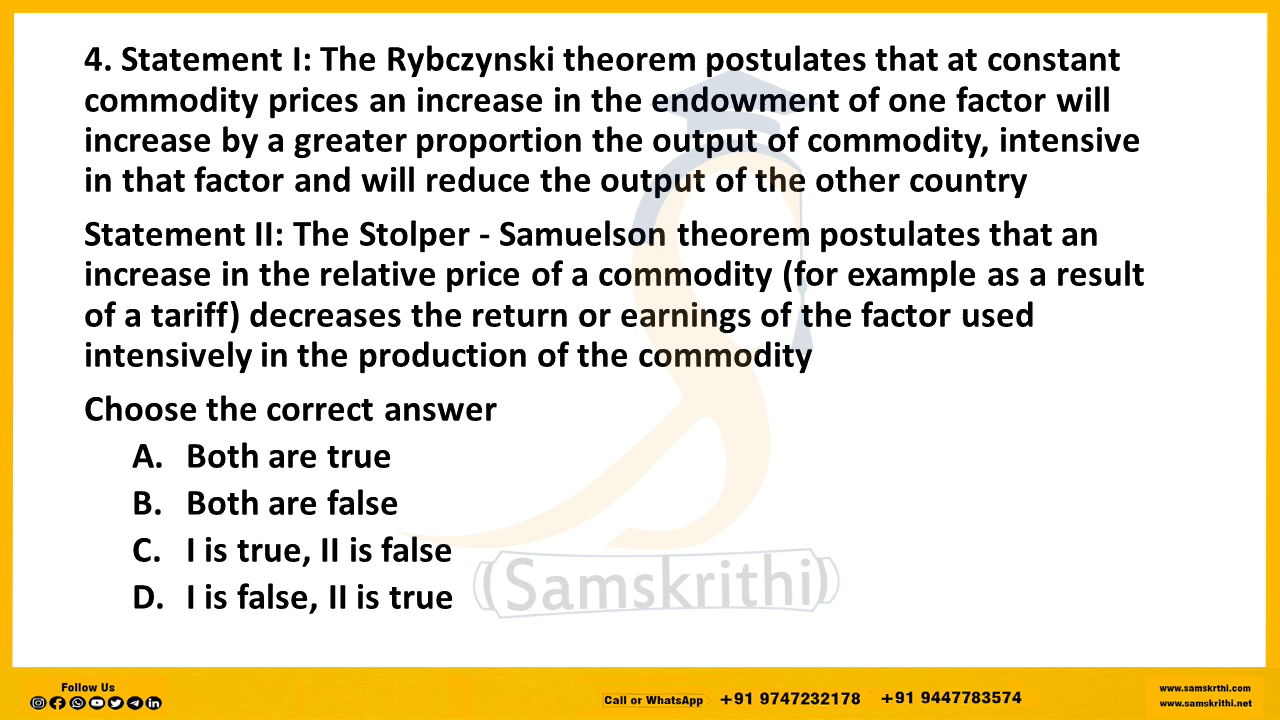 4. Statement I: The Rybczynski theorem postulates that at constant
commodity prices an increase in the endowment of one factor will
increase by a greater proportion the output of commodity, intensive
in that factor and will reduce the output of the other country
Statement II: The Stolper - Samuelson theorem postulates that an
increase in the relative price of a commodity (for example as a result
of a tariff) decreases the return or earnings of the factor used
intensively in the production of the commodity
Choose the correct answer
A. Both are true
B. Both are false
C. I is true, II is false
D. I is false, II is true
Samskrithi
Follow Us
Call or WhatsApp +91 9747232178 +91 9447783574
www.samskrthi.com
www.samskrithi.net